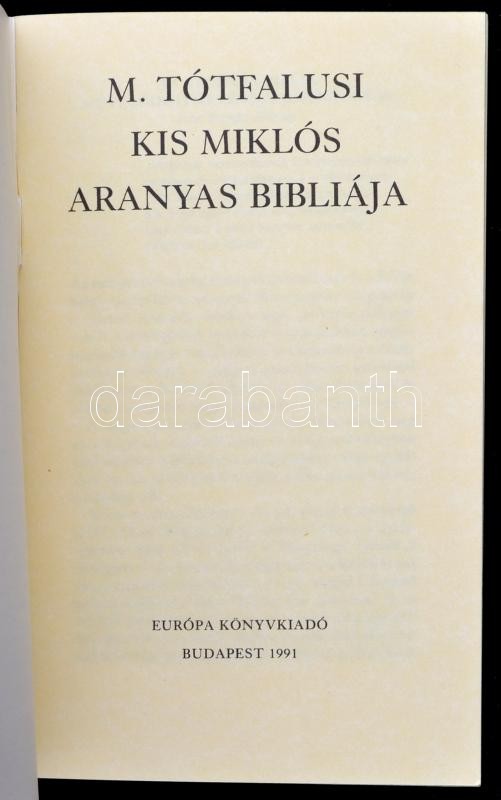 M. TÓTFALUSI
KIS MIKLÓS
ARANYAS BIBLIÁJA
darabanth
EURÓPA KÖNYVKIADÓ
BUDAPEST 1991